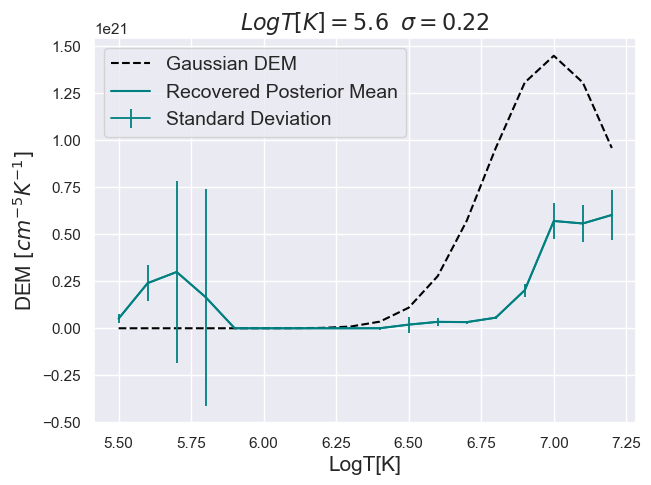 LogT[K] = 5.6 σ = 0.22
1e21
Gaussian DEM
Recovered Posterior Mean
Standard Deviation
1.50
1.25
1.00
0.75
0.50
0.25
0.00
−0.25
−0.50
DEM [cm⁻⁵K⁻¹]
5.50 5.75 6.00 6.25 6.50 6.75 7.00 7.25
LogT[K]